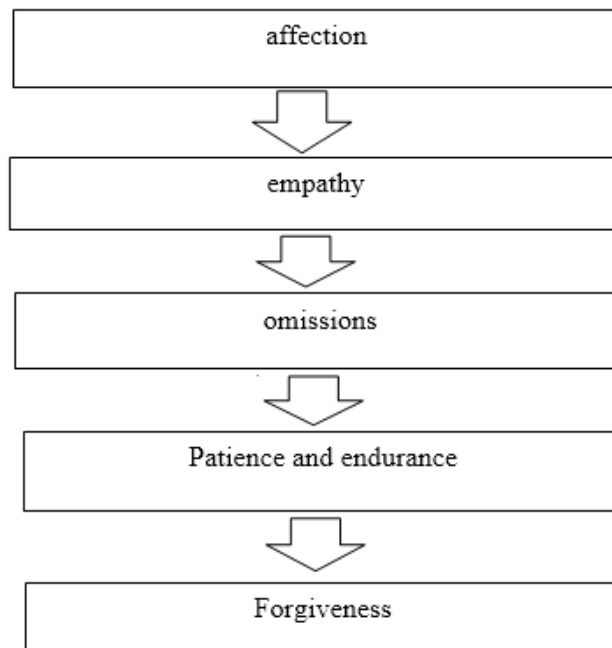 affection
empathy
omissions
Patience and endurance
Forgiveness